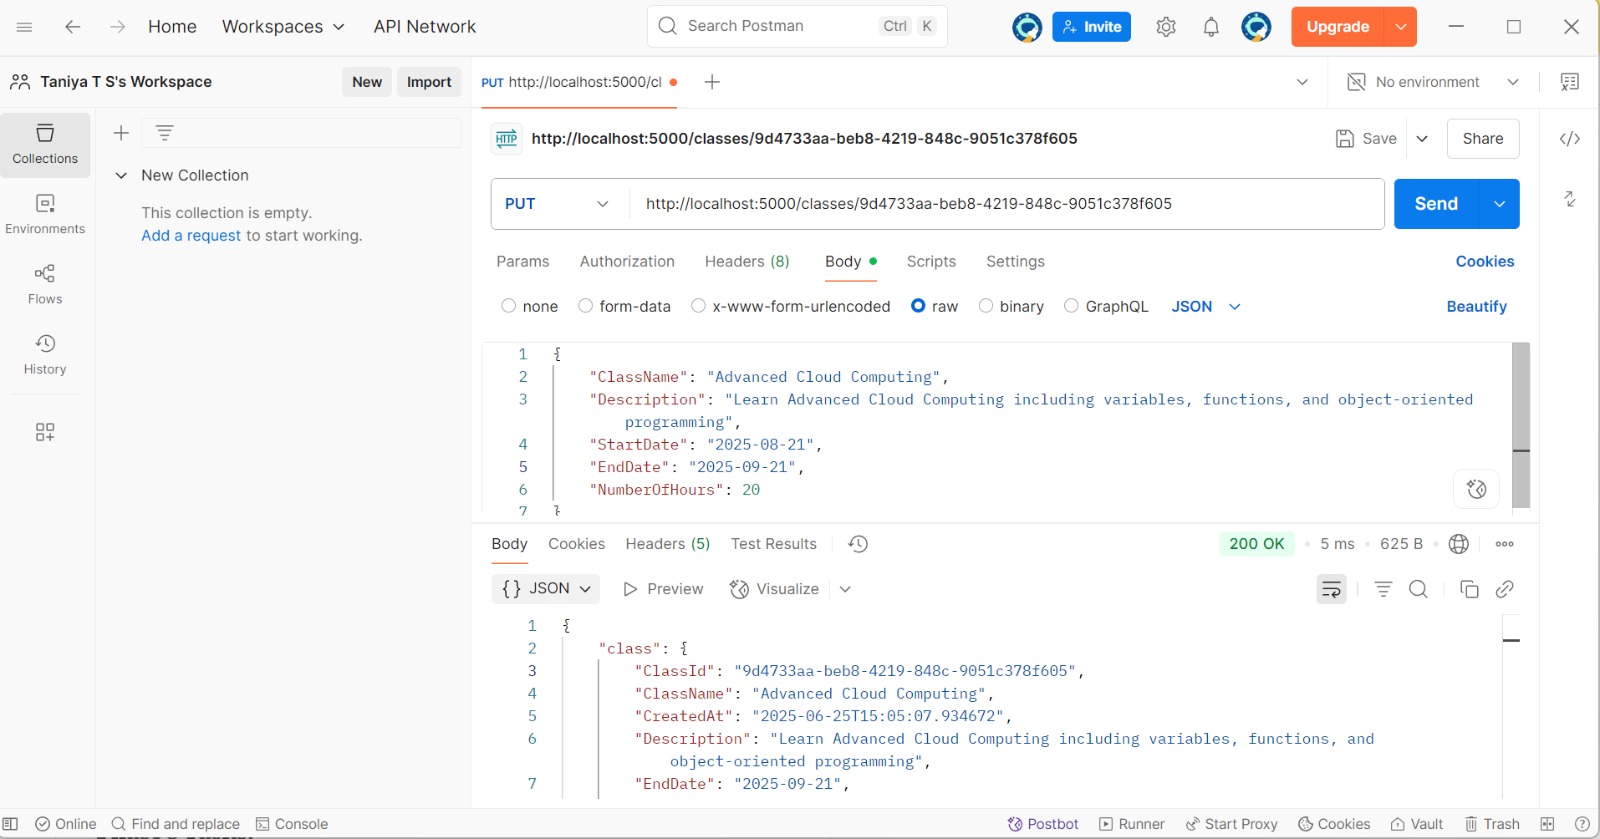 Home Workspaces API Network Search Postman Ctrl K Invite Upgrade
Taniya T S's Workspace New Import PUT http://localhost:5000/cl No environment
Collections
New Collection
This collection is empty.
Add a request to start working.
Environments
Flows
History
HTTP http://localhost:5000/classes/9d4733aa-beb8-4219-848c-9051c378f605 Save Share
PUT http://localhost:5000/classes/9d4733aa-beb8-4219-848c-9051c378f605 Send
Params Authorization Headers (8) Body Scripts Settings Cookies
none form-data x-www-form-urlencoded raw binary GraphQL JSON Beautify
1 {
2 "ClassName": "Advanced Cloud Computing",
3 "Description": "Learn Advanced Cloud Computing including variables, functions, and object-oriented
programming",
4 "StartDate": "2025-08-21",
5 "EndDate": "2025-09-21",
6 "NumberOfHours": 20
7 }
Body Cookies Headers (5) Test Results 200 OK • 5 ms • 625 B •
{} JSON Preview Visualize
1 {
2 "class": {
3 "ClassId": "9d4733aa-beb8-4219-848c-9051c378f605",
4 "ClassName": "Advanced Cloud Computing",
5 "CreatedAt": "2025-06-25T15:05:07.934672",
6 "Description": "Learn Advanced Cloud Computing including variables, functions, and
object-oriented programming",
7 "EndDate": "2025-09-21",
Online Find and replace Console Postbot Runner Start Proxy Cookies Vault Trash